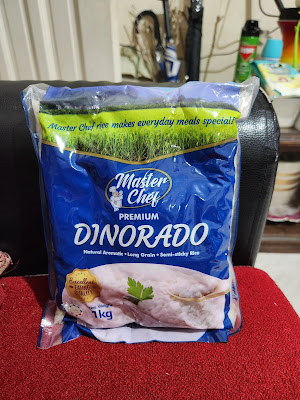 Master Chef rice makes everyday meals special!
Master
Chef
PREMIUM
DINORADO
Natural Aromatic • Long Grain • Semi-sticky Rice
Excellent
1kg